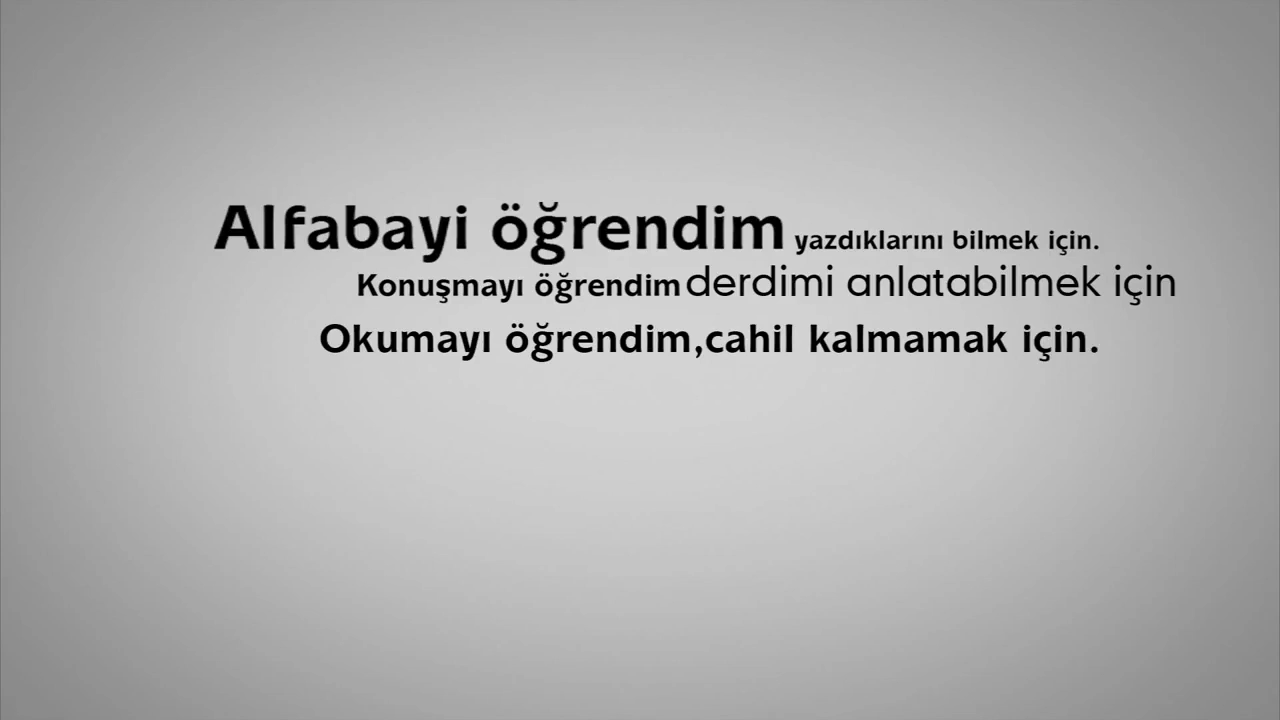 Alfabayi öğrendim yazdıklarını bilmek için.
Konuşmayı öğrendim derdimi anlatabilmek için
Okumayı öğrendim,cahil kalmamak için.